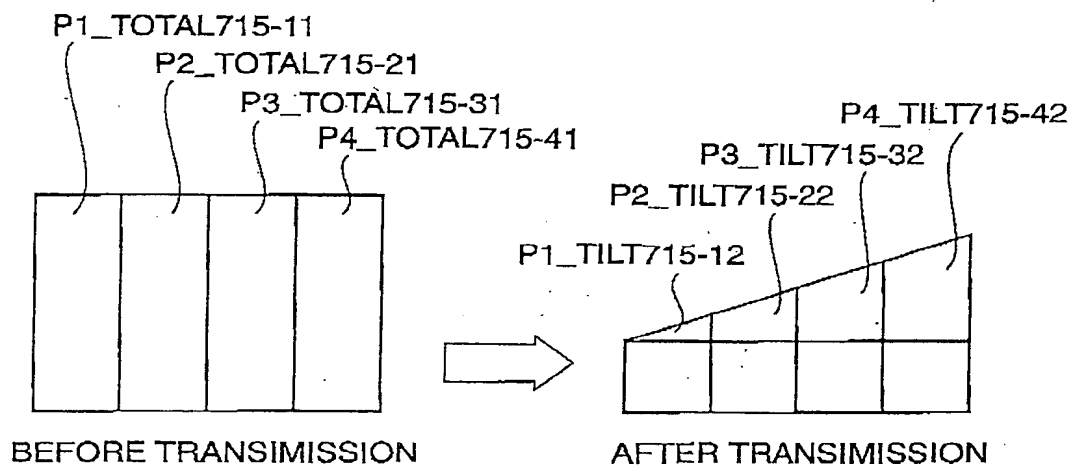 P1_TOTAL715-11
P2_TOTAL715-21
P3_TOTAL715-31
P4_TOTAL715-41
P4_TILT715-42
P3_TILT715-32
P2_TILT715-22
P1_TILT715-12
BEFORE TRANSIMISSION
AFTER TRANSMISSION